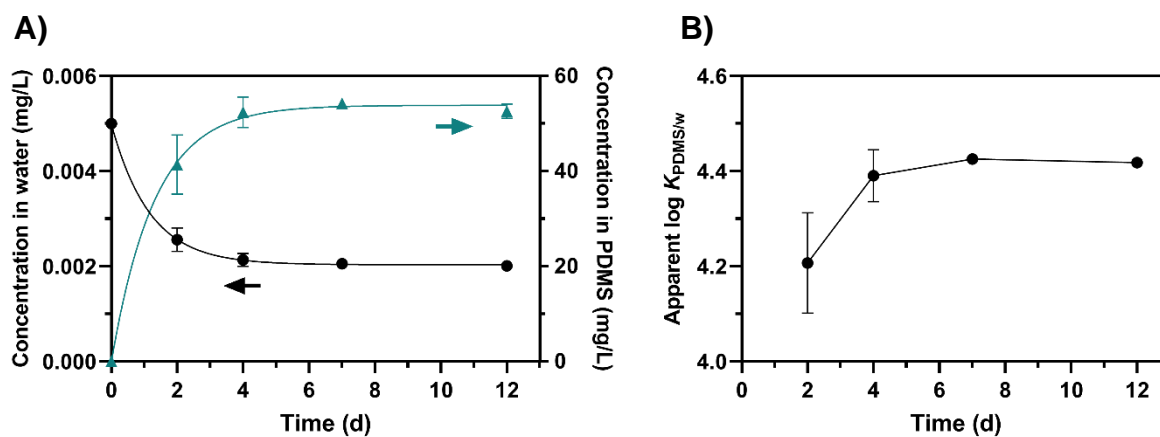 A)
Concentration in water (mg/L)
0.006
0.004
0.002
0.000
0 2 4 6 8 10 12
Time (d)
60
40
20
0
Concentration in PDMS (mg/L)
B)
Apparent log K PDMS/w
4.6
4.4
4.2
4.0
0 2 4 6 8 10 12
Time (d)